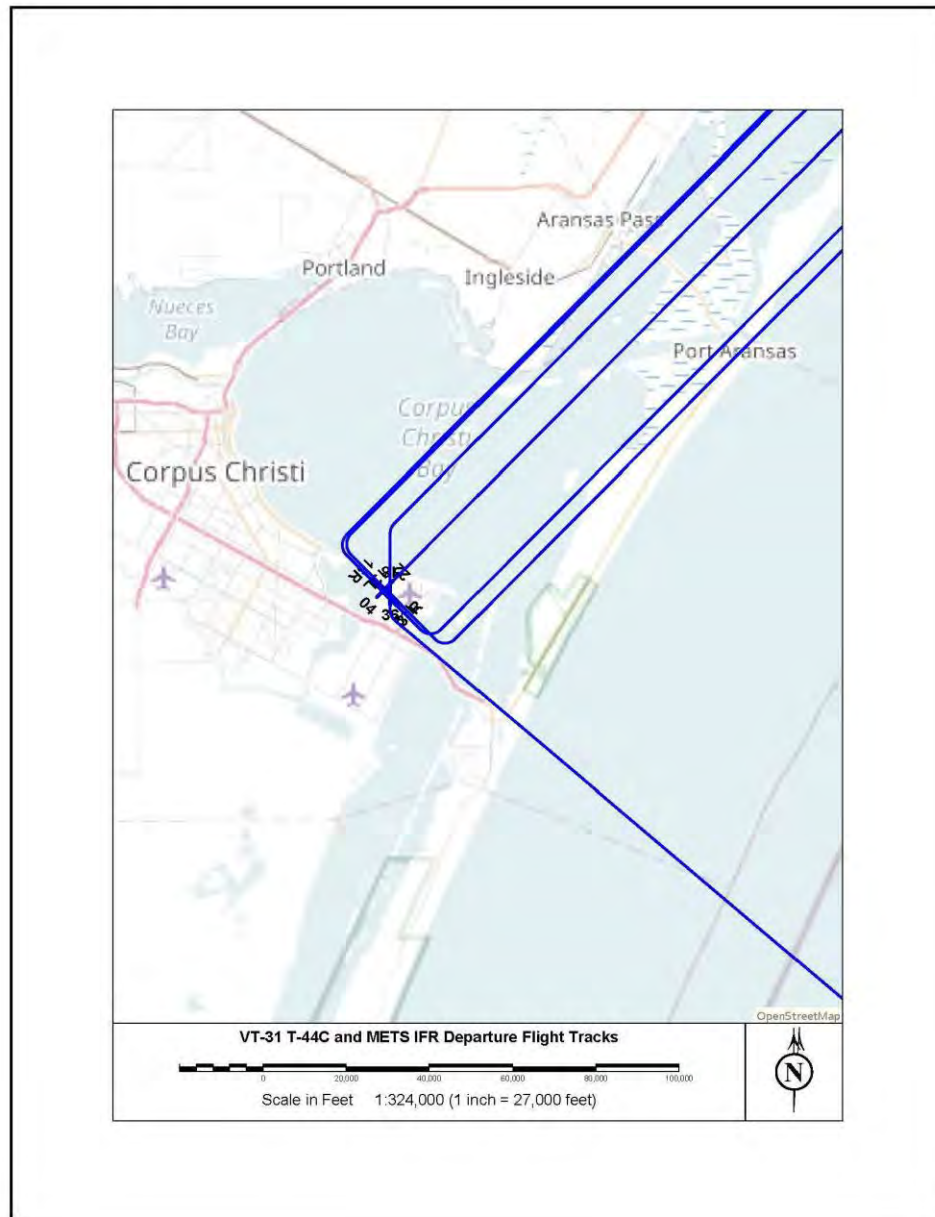 Aransas Pass
Portland
Ingleside
Nueces
Bay
Port Aransas
Corpus
Christi
Bay
Corpus Christi
22
04
OpenStreetMap
VT-31 T-44C and METS IFR Departure Flight Tracks
0 20,000 40,000 60,000 80,000 100,000
Scale in Feet 1:324,000 (1 inch = 27,000 feet)
N